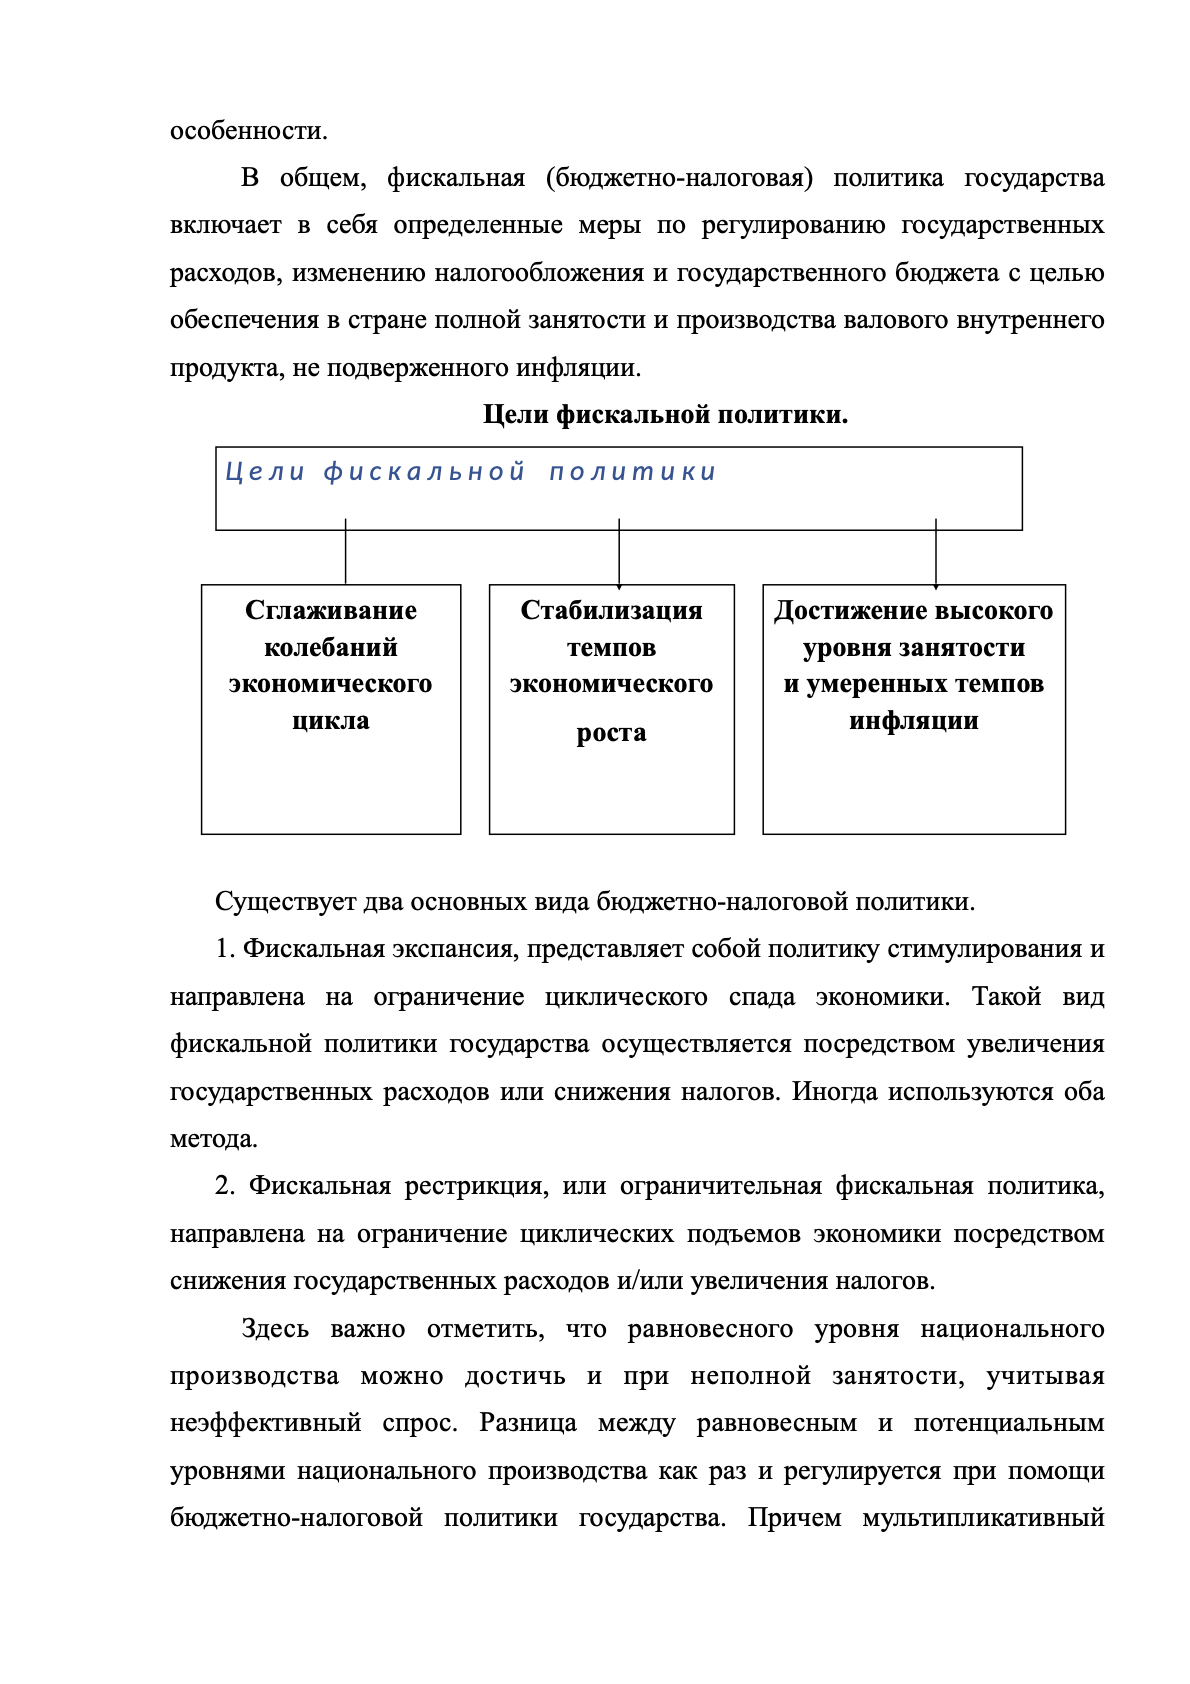 особенности.
В общем, фискальная (бюджетно-налоговая) политика государства
включает в себя определенные меры по регулированию государственных
расходов, изменению налогообложения и государственного бюджета с целью
обеспечения в стране полной занятости и производства валового внутреннего
продукта, не подверженного инфляции.
Цели фискальной политики.
Цели фискальной политики
Сглаживание
колебаний
экономического
цикла
Стабилизация
темпов
экономического
роста
Достижение высокого
уровня занятости
и умеренных темпов
инфляции
Существует два основных вида бюджетно-налоговой политики.
1. Фискальная экспансия, представляет собой политику стимулирования и
направлена на ограничение циклического спада экономики. Такой вид
фискальной политики государства осуществляется посредством увеличения
государственных расходов или снижения налогов. Иногда используются оба
метода.
2. Фискальная рестрикция, или ограничительная фискальная политика,
направлена на ограничение циклических подъемов экономики посредством
снижения государственных расходов и/или увеличения налогов.
Здесь важно отметить, что равновесного уровня национального
производства можно достичь и при неполной занятости, учитывая
неэффективный спрос. Разница между равновесным и потенциальным
уровнями национального производства как раз и регулируется при помощи
бюджетно-налоговой политики государства. Причем мультипликативный